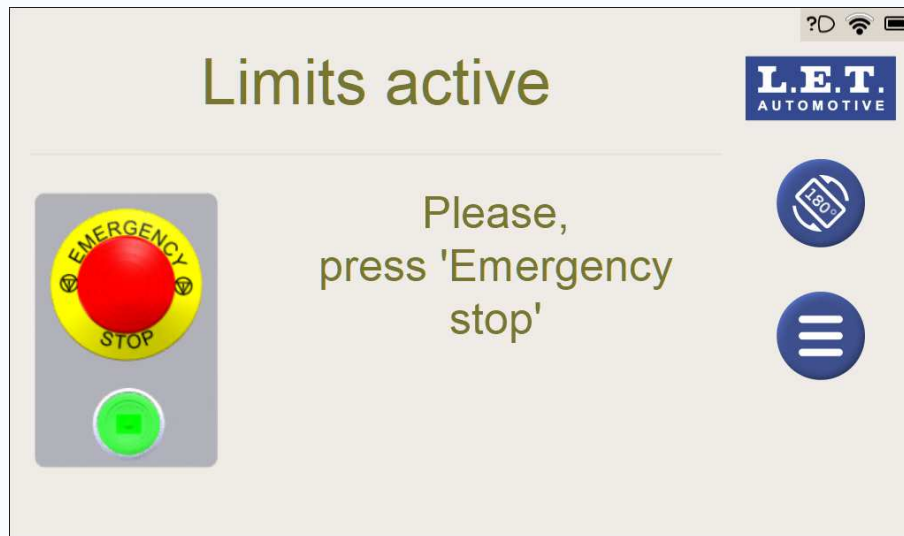 ?
Limits active
L.E.T.
AUTOMOTIVE
EMERGENCY
STOP
Please,
press 'Emergency
stop'
180°